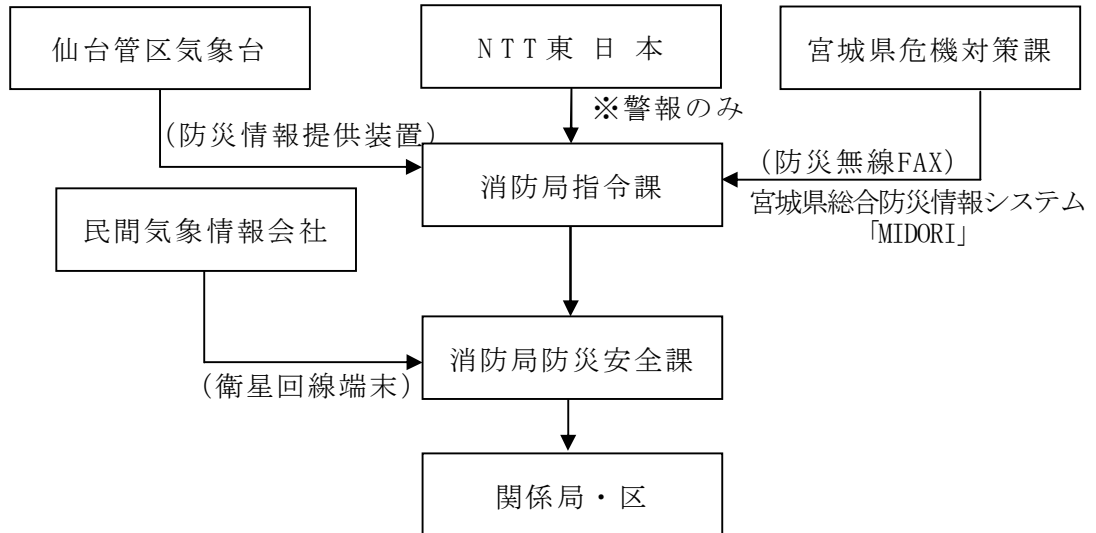 仙台管区気象台
NTT東日本
宮城県危機対策課
※警報のみ
(防災情報提供装置)
(防災無線FAX)
消防局指令課
宮城県総合防災情報システム
「MIDORI」
民間気象情報会社
消防局防災安全課
(衛星回線端末)
関係局・区